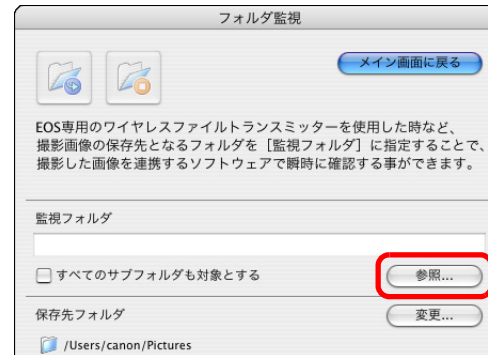 フォルダ監視
メイン画面に戻る
EOS専用のワイヤレスファイルトランスミッターを使用した時など、
撮影画像の保存先となるフォルダを［監視フォルダ］に指定することで、
撮影した画像を連携するソフトウェアで瞬時に確認する事ができます。
監視フォルダ
すべてのサブフォルダも対象とする
参照...
保存先フォルダ
変更...
/Users/canon/Pictures